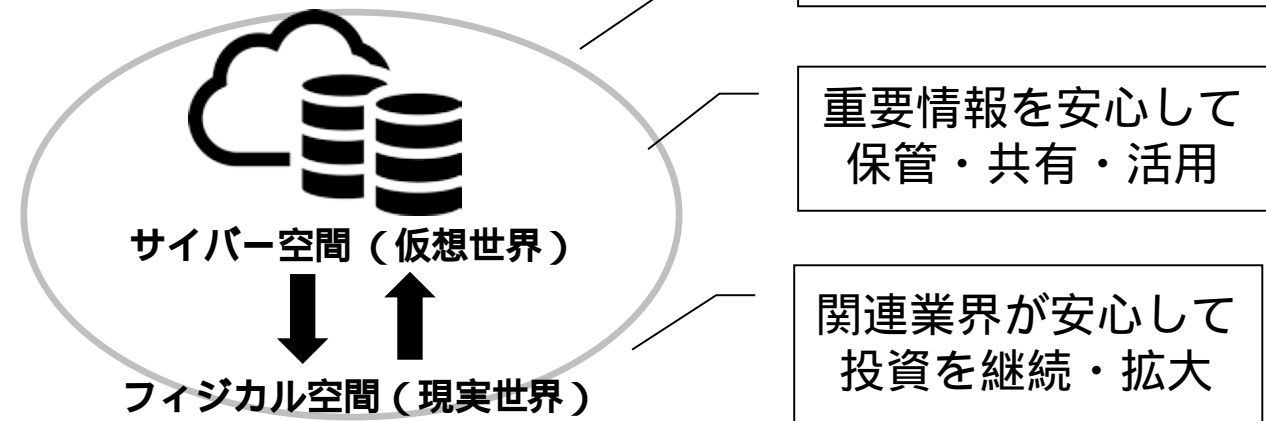 重要情報を安心して
保管・共有・活用
サイバー空間（仮想世界）
関連業界が安心して
投資を継続・拡大
フィジカル空間（現実世界）